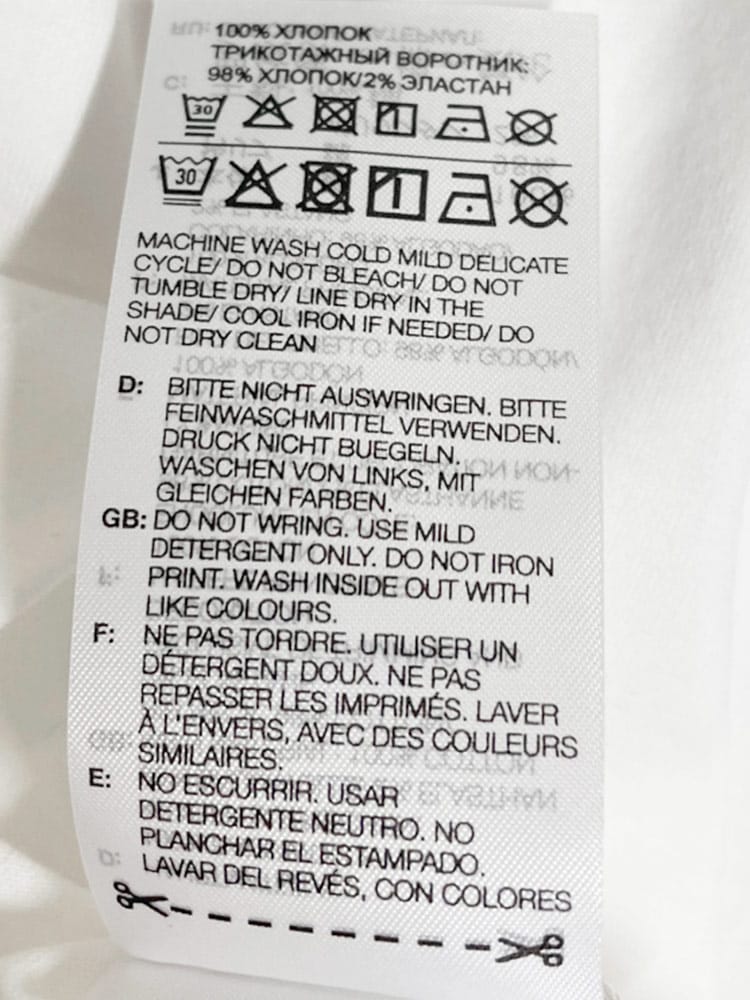 100% ХЛОПОК
ТРИКОТАЖНЫЙ ВОРОТНИК:
98% ХЛОПОК/2% ЭЛАСТАН
30
30
MACHINE WASH COLD MILD DELICATE
CYCLE/ DO NOT BLEACH/ DO NOT
TUMBLE DRY/ LINE DRY IN THE
SHADE/ COOL IRON IF NEEDED/ DO
NOT DRY CLEAN
D: BITTE NICHT AUSWRINGEN. BITTE
FEINWASCHMITTEL VERWENDEN.
DRUCK NICHT BUEGELN.
WASCHEN VON LINKS, MIT
GLEICHEN FARBEN.
GB: DO NOT WRING. USE MILD
DETERGENT ONLY. DO NOT IRON
PRINT. WASH INSIDE OUT WITH
LIKE COLOURS.
F: NE PAS TORDRE. UTILISER UN
DÉTERGENT DOUX. NE PAS
REPASSER LES IMPRIMÉS. LAVER
À L'ENVERS, AVEC DES COULEURS
SIMILAIRES.
E: NO ESCURRIR. USAR
DETERGENTE NEUTRO. NO
PLANCHAR EL ESTAMPADO.
LAVAR DEL REVÉS, CON COLORES